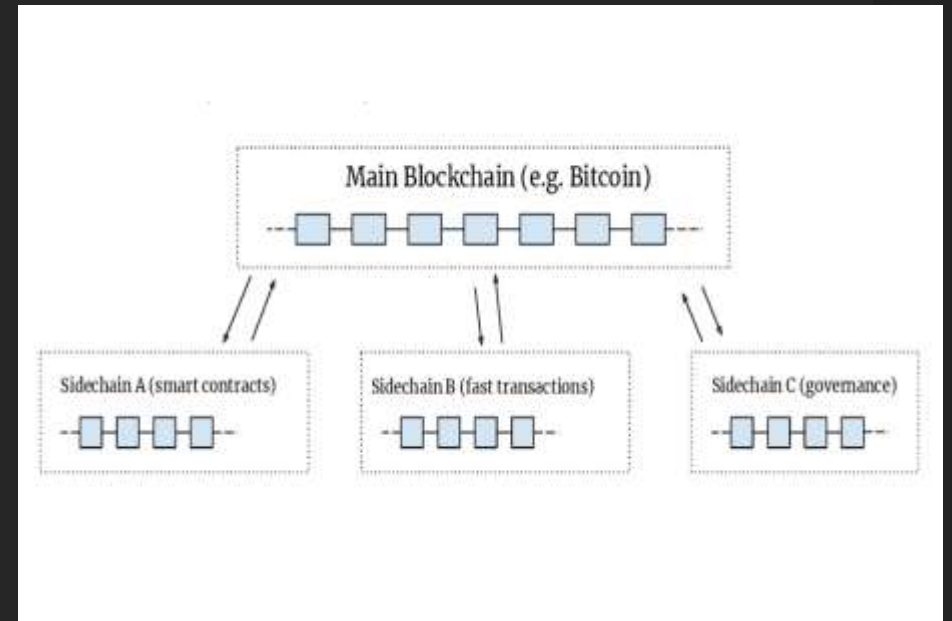 Main Blockchain (e.g. Bitcoin)
Sidechain A (smart contracts)
Sidechain B (fast transactions)
Sidechain C (governance)